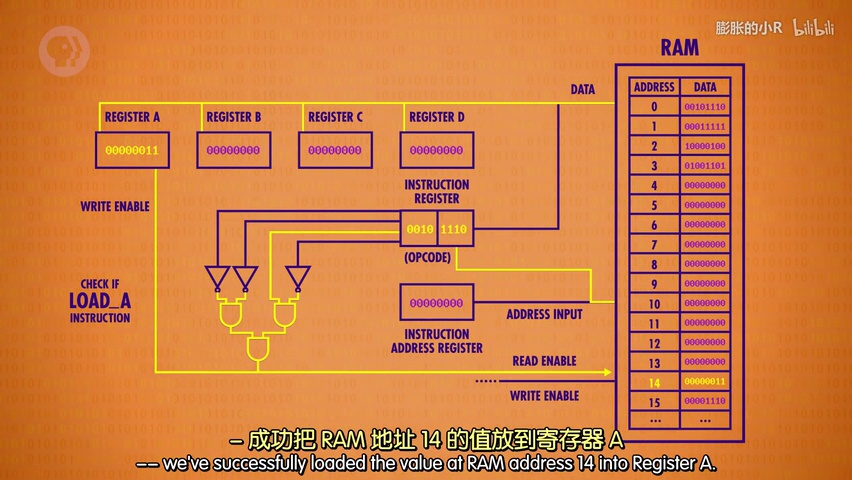 膨胀的小R bilibili
PBS
RAM
DATA
ADDRESS DATA
0 00101110
1 00011111
2 10000100
3 01001101
4 00000000
5 00000000
6 00000000
7 00000000
8 00000000
9 00000000
10 00000000
11 00000000
12 00000000
13 00000000
14 00000011
15 00001110
... ...
REGISTER A REGISTER B REGISTER C REGISTER D
00000011 00000000 00000000 00000000
WRITE ENABLE
INSTRUCTION
REGISTER
0010 1110
(OPCODE)
CHECK IF
LOAD_A
INSTRUCTION
00000000
ADDRESS INPUT
INSTRUCTION
ADDRESS REGISTER
READ ENABLE
WRITE ENABLE
- 成功把 RAM 地址 14 的值放到寄存器 A
-- we've successfully loaded the value at RAM address 14 into Register A.